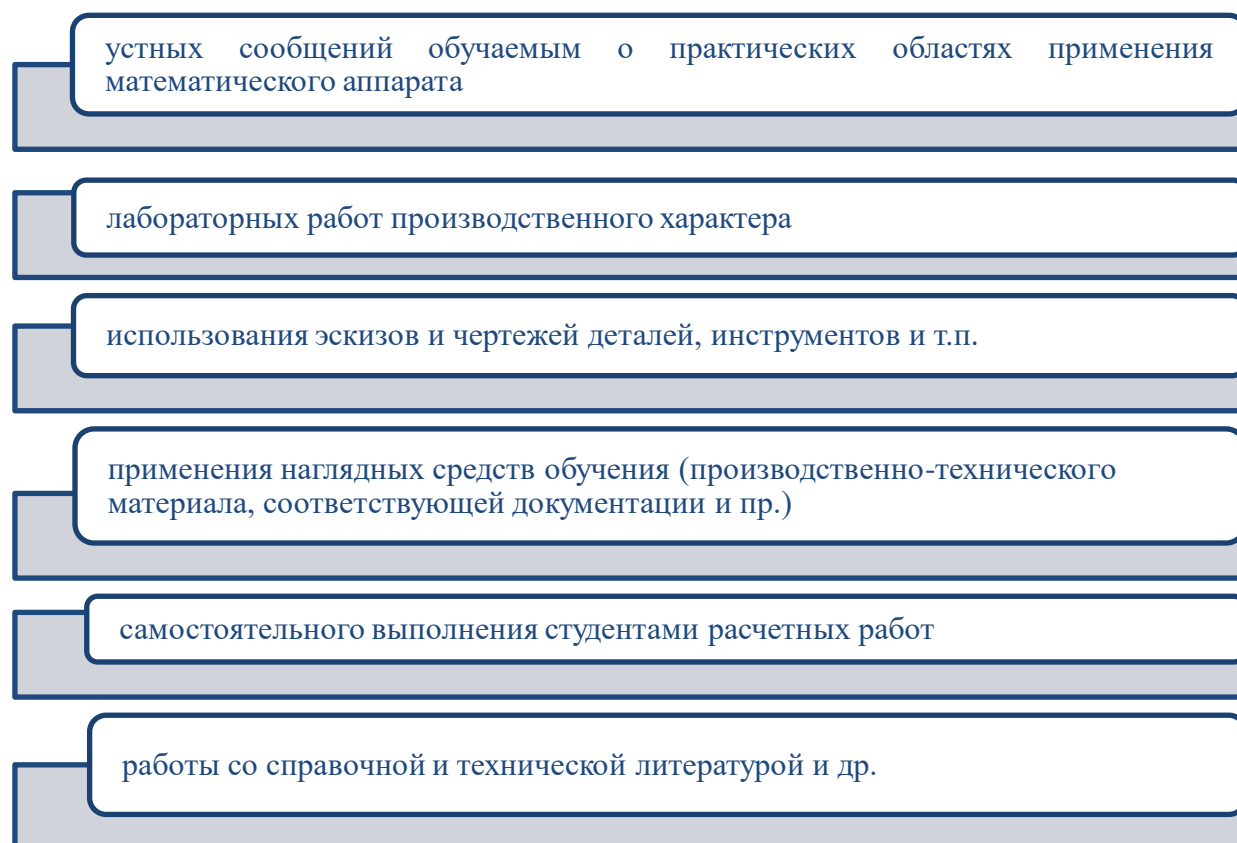 устных сообщений обучаемым о практических областях применения
математического аппарата
лабораторных работ производственного характера
использования эскизов и чертежей деталей, инструментов и т.п.
применения наглядных средств обучения (производственно-технического
материала, соответствующей документации и пр.)
самостоятельного выполнения студентами расчетных работ
работы со справочной и технической литературой и др.